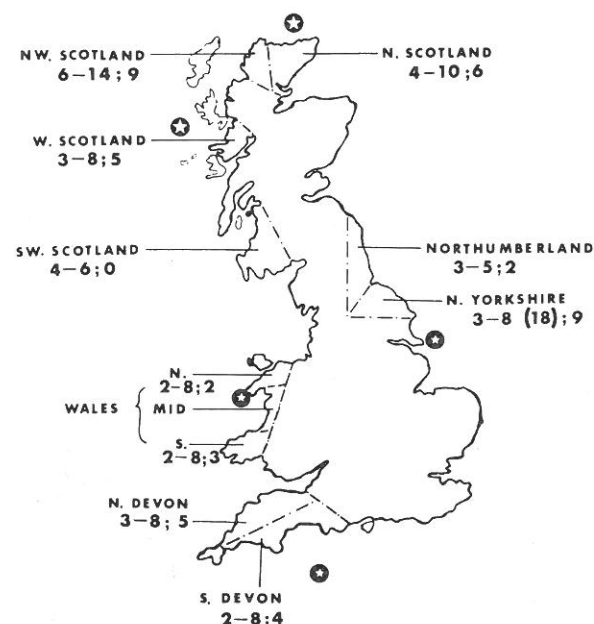 NW. SCOTLAND
6-14; 9
N. SCOTLAND
4-10; 6
W. SCOTLAND
3-8; 5
SW. SCOTLAND
4-6; 0
NORTHUMBERLAND
3-5; 2
N. YORKSHIRE
3-8 (18); 9
N.
2-8; 2
WALES
MID
S.
2-8; 3
N. DEVON
3-8; 5
S. DEVON
2-8; 4